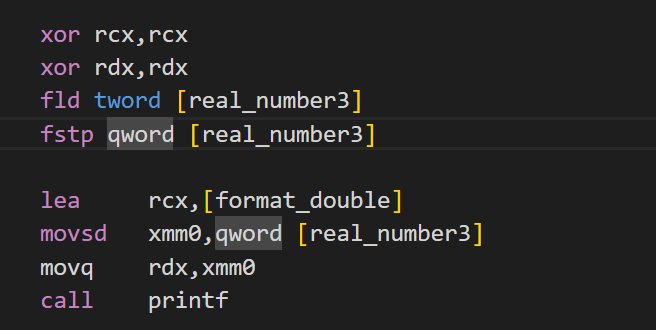 xor rcx,rcx
xor rdx,rdx
fld tword [real_number3]
fstp qword [real_number3]
lea rcx,[format_double]
movsd xmm0,qword [real_number3]
movq rdx,xmm0
call printf